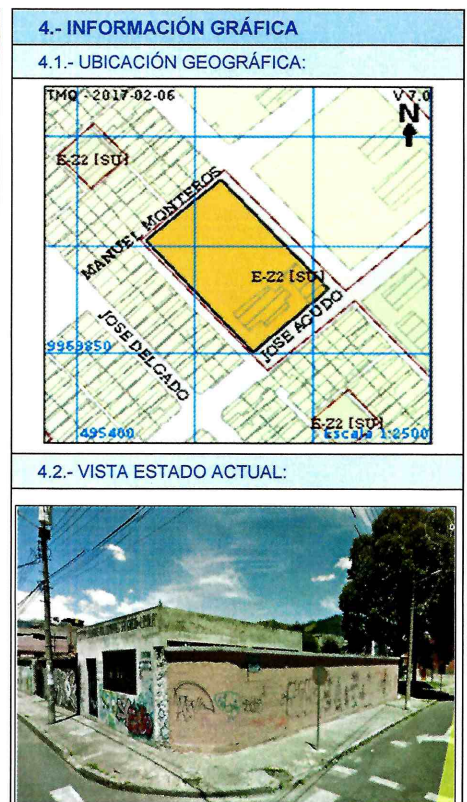 4.- INFORMACIÓN GRÁFICA
4.1.- UBICACIÓN GEOGRÁFICA:
TMQ - 2017-02-06
V 7.0
N
E-Z2 [SU]
MANUEL MONTEROS
E-Z2 [SU]
JOSE AGUDO
JOSE DELGADO
9969850
E-Z2 [SU]
495400
Escala 1:2500
4.2.- VISTA ESTADO ACTUAL: